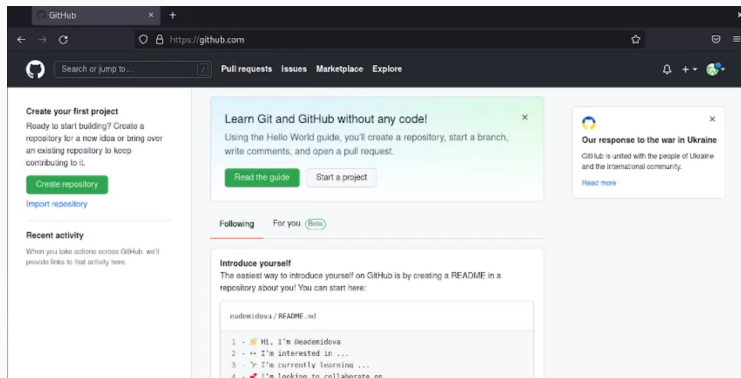 GitHub
https://github.com
Search or jump to...
/
Pull requests Issues Marketplace Explore
Create your first project
Ready to start building? Create a
repository for a new idea or bring over
an existing repository to keep
contributing to it.
Create repository
Import repository
Recent activity
When you take actions across GitHub, we'll
provide links to that activity here.
Learn Git and GitHub without any code!
Using the Hello World guide, you'll create a repository, start a branch,
write comments, and open a pull request.
Read the guide
Start a project
Following
For you Beta
Introduce yourself
The easiest way to introduce yourself on GitHub is by creating a README in a
repository about you! You can start here:
eademidova/README.md
1 - 👋 Hi, I'm @eademidova
2 - 👀 I'm interested in ...
3 - 🌱 I'm currently learning ...
4 - 💞️ I'm looking to collaborate on ...
Our response to the war in Ukraine
GitHub is united with the people of Ukraine
and the international community.
Read more